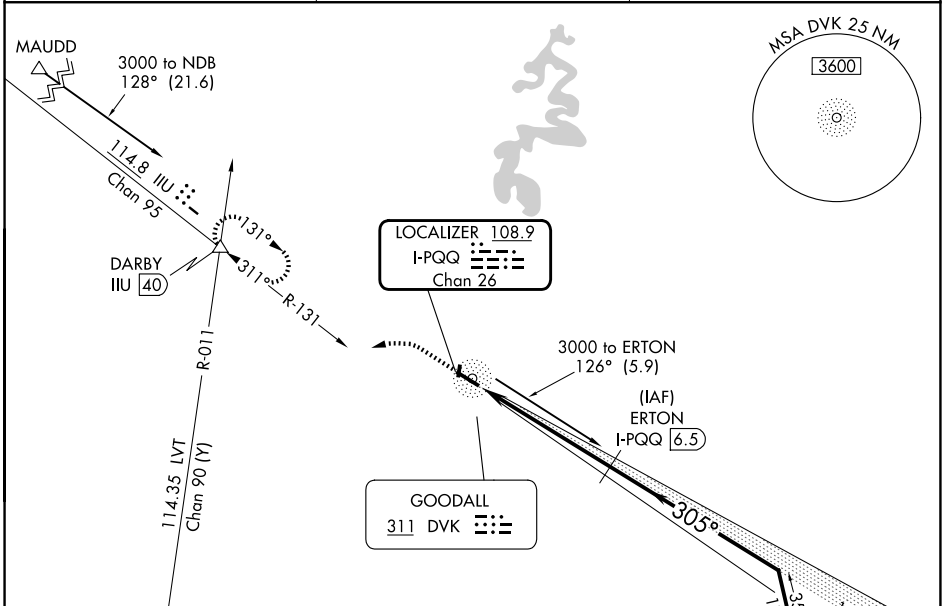 MAUDD
3000 to NDB
128° (21.6)
114.8 IIU
Chan 95
MSA DVK 25 NM
3600
131°
311°
R-131
DARBY
IIU 40
LOCALIZER 108.9
I-PQQ
Chan 26
R-011
114.35 LVT
Chan 90 (Y)
3000 to ERTON
126° (5.9)
(IAF)
ERTON
I-PQQ 6.5
GOODALL
311 DVK
305°